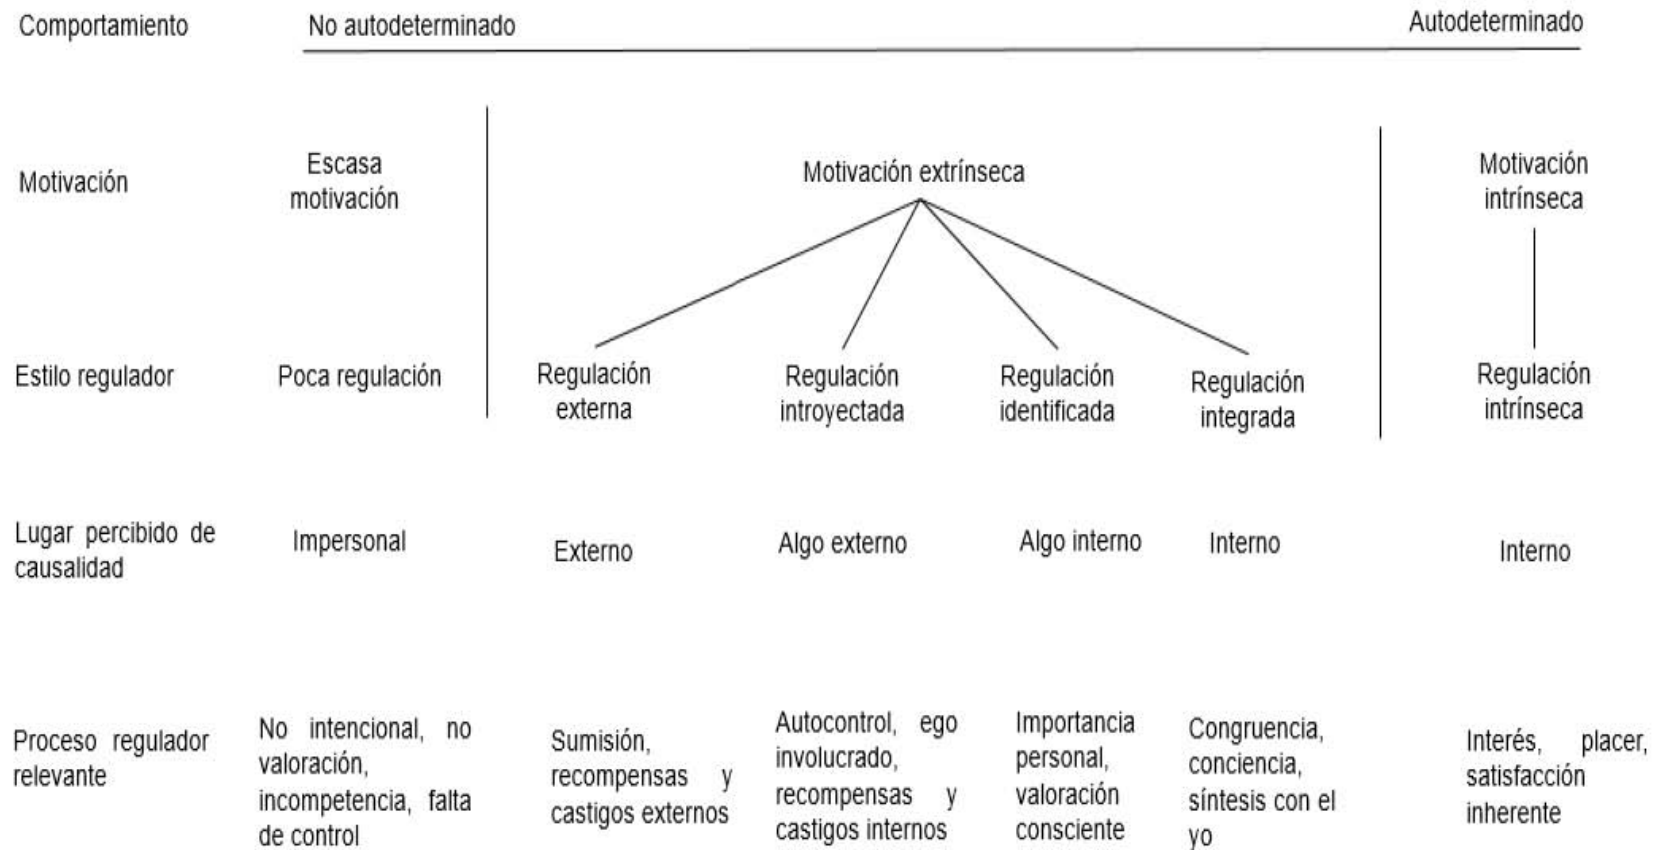 Comportamiento
No autodeterminado
Autodeterminado
Motivación
Escasa
motivación
Motivación extrínseca
Motivación
intrínseca
Estilo regulador
Poca regulación
Regulación
externa
Regulación
introyectada
Regulación
identificada
Regulación
integrada
Regulación
intrínseca
Lugar percibido de
causalidad
Impersonal
Externo
Algo externo
Algo interno
Interno
Interno
Proceso regulador
relevante
No intencional, no
valoración,
incompetencia, falta
de control
Sumisión,
recompensas y
castigos externos
Autocontrol, ego
involucrado,
recompensas y
castigos internos
Importancia
personal,
valoración
consciente
Congruencia,
conciencia,
síntesis con el
yo
Interés, placer,
satisfacción
inherente